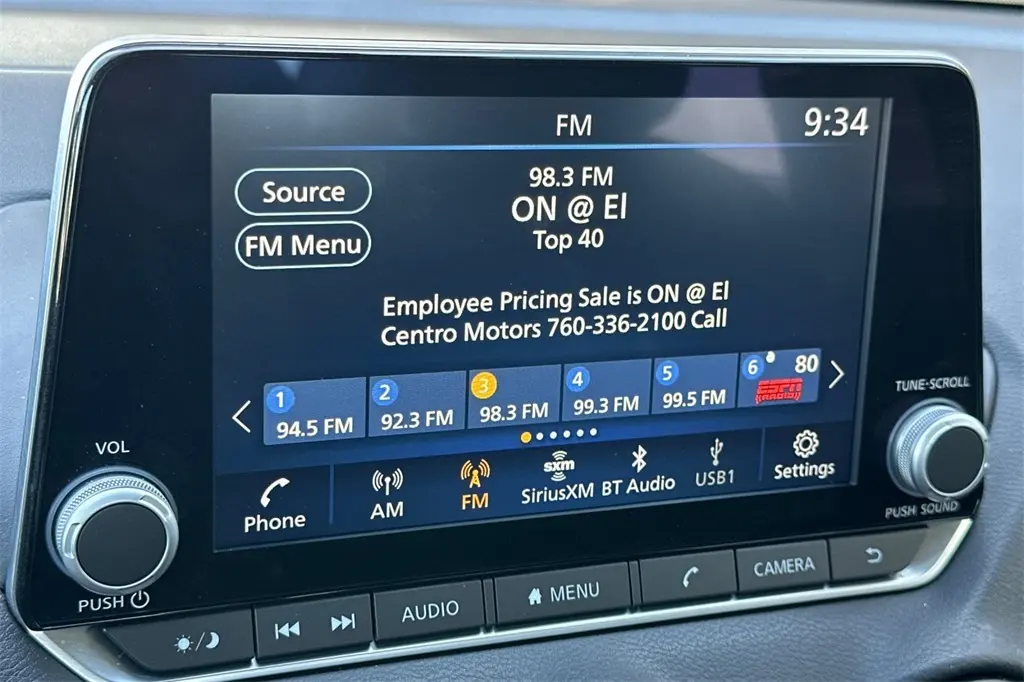 FM
9:34
Source
FM Menu
98.3 FM
ON @ El
Top 40
Employee Pricing Sale is ON @ El
Centro Motors 760-336-2100 Call
1
94.5 FM
2
92.3 FM
3
98.3 FM
4
99.3 FM
5
99.5 FM
6
80
ESPN
RADIO
Phone
AM
FM
sxm
SiriusXM
BT Audio
USB1
Settings
VOL
PUSH
TUNE·SCROLL
PUSH SOUND
AUDIO
MENU
CAMERA